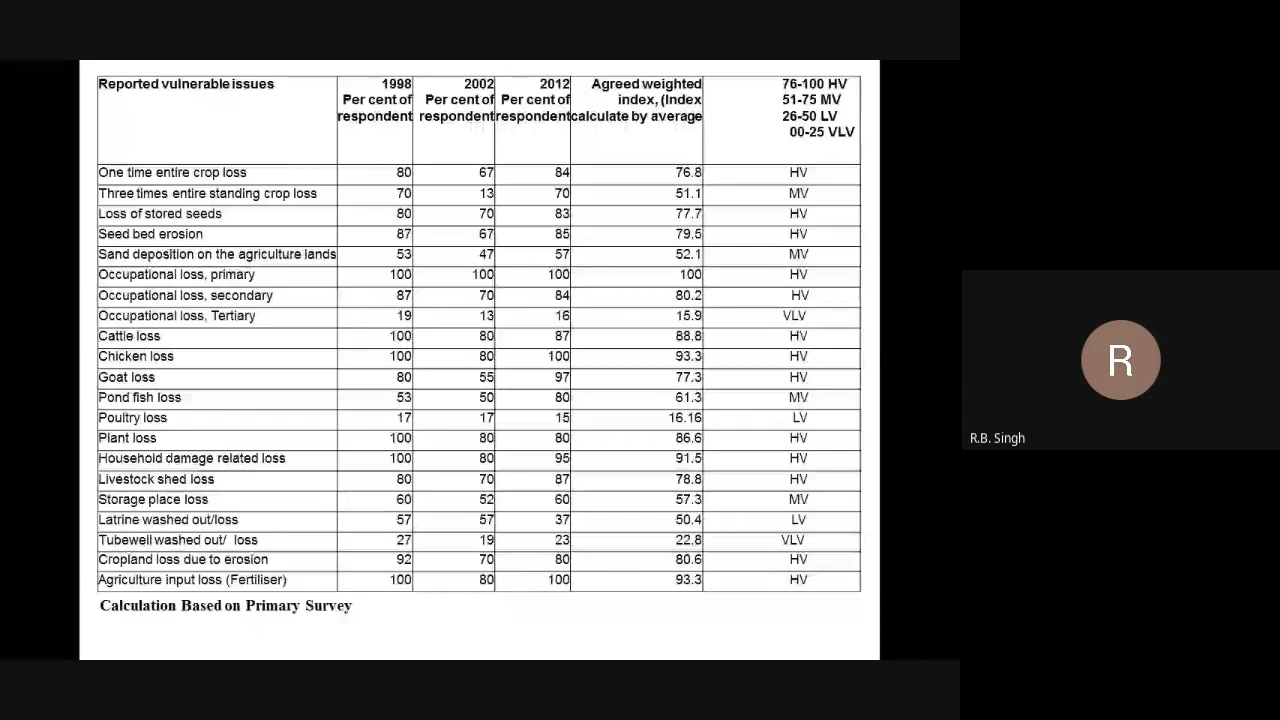 Reported vulnerable issues 1998 Per cent of respondent 2002 Per cent of respondent 2012 Per cent of respondent Agreed weighted index, (Index calculate by average 76-100 HV 51-75 MV 26-50 LV 00-25 VLV
One time entire crop loss 80 67 84 76.8 HV
Three times entire standing crop loss 70 13 70 51.1 MV
Loss of stored seeds 80 70 83 77.7 HV
Seed bed erosion 87 67 85 79.5 HV
Sand deposition on the agriculture lands 53 47 57 52.1 MV
Occupational loss, primary 100 100 100 100 HV
Occupational loss, secondary 87 70 84 80.2 HV
Occupational loss, Tertiary 19 13 16 15.9 VLV
Cattle loss 100 80 87 88.8 HV
Chicken loss 100 80 100 93.3 HV
Goat loss 80 55 97 77.3 HV
Pond fish loss 53 50 80 61.3 MV
Poultry loss 17 17 15 16.16 LV
Plant loss 100 80 80 86.6 HV
Household damage related loss 100 80 95 91.5 HV
Livestock shed loss 80 70 87 78.8 HV
Storage place loss 60 52 60 57.3 MV
Latrine washed out/loss 57 57 37 50.4 LV
Tubewell washed out/ loss 27 19 23 22.8 VLV
Cropland loss due to erosion 92 70 80 80.6 HV
Agriculture input loss (Fertiliser) 100 80 100 93.3 HV
Calculation Based on Primary Survey
R
R.B. Singh